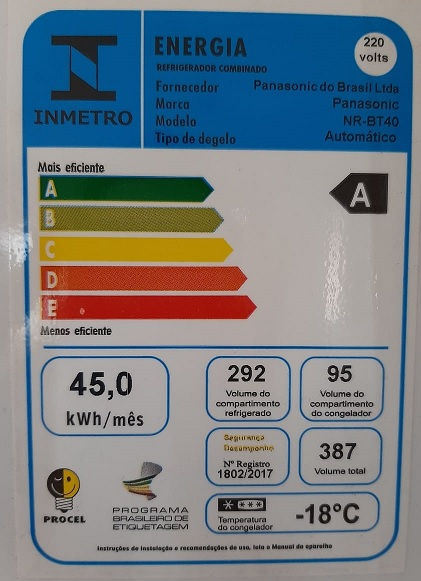 INMETRO
ENERGIA
REFRIGERADOR COMBINADO
220
volts
Fornecedor Panasonic do Brasil Ltda
Marca Panasonic
Modelo NR-BT40
Tipo de degelo Automático
Mais eficiente
A
A
B
C
D
E
Menos eficiente
45,0
kWh/mês
292
Volume do
compartimento
refrigerado
95
Volume do
compartimento
do congelador
Segurança
Desempenho
Nº Registro
1802/2017
387
Volume total
PROCEL
PROGRAMA
BRASILEIRO DE
ETIQUETAGEM
Temperatura
do congelador
-18°C
Instruções de instalação e recomendações de uso, leia o Manual do aparelho